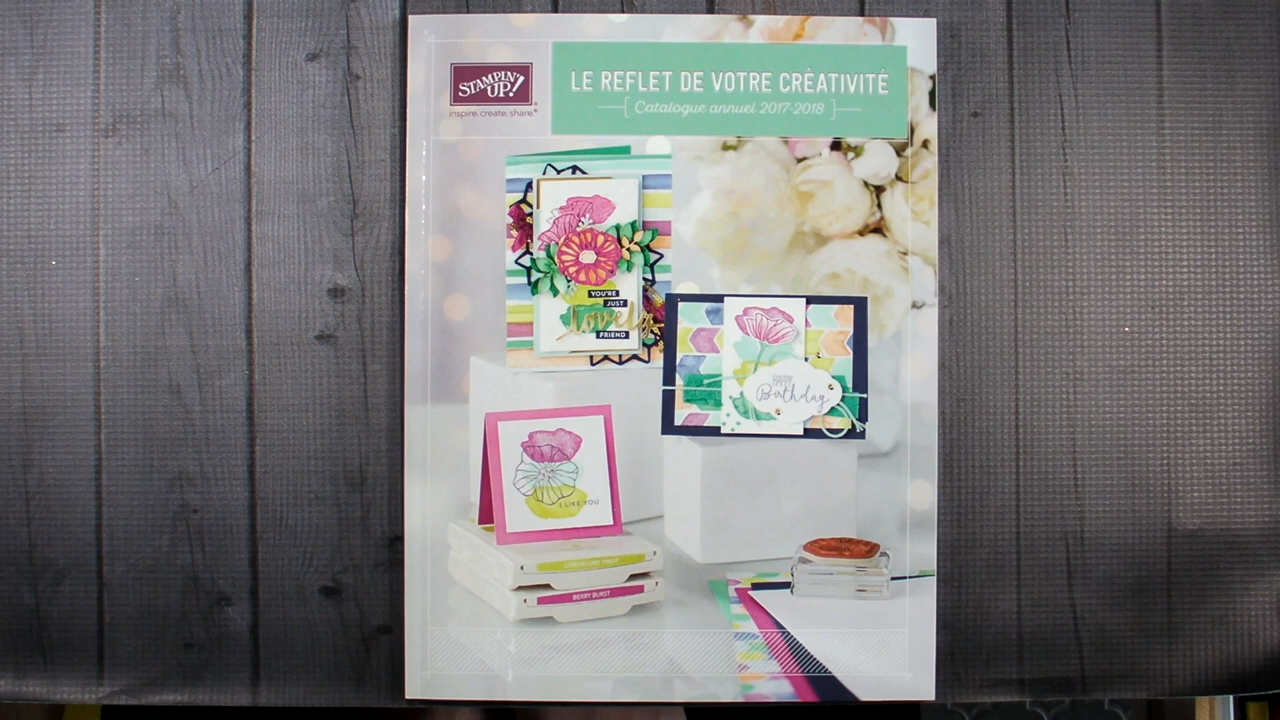 STAMPIN' UP!®
inspire.create.share.®
LE REFLET DE VOTRE CRÉATIVITÉ
Catalogue annuel 2017-2018
YOU'RE
JUST
lovely
FRIEND
HAPPY
Birthday
I LIKE YOU
LEMON LIME TWIST
BERRY BURST